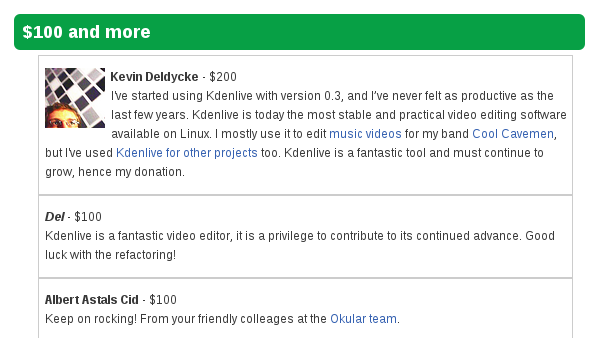 $100 and more
Kevin Deldycke - $200
I've started using Kdenlive with version 0.3, and I've never felt as productive as the
last few years. Kdenlive is today the most stable and practical video editing software
available on Linux. I mostly use it to edit music videos for my band Cool Cavemen,
but I've used Kdenlive for other projects too. Kdenlive is a fantastic tool and must continue to
grow, hence my donation.
Del - $100
Kdenlive is a fantastic video editor, it is a privilege to contribute to its continued advance. Good
luck with the refactoring!
Albert Astals Cid - $100
Keep on rocking! From your friendly colleages at the Okular team.